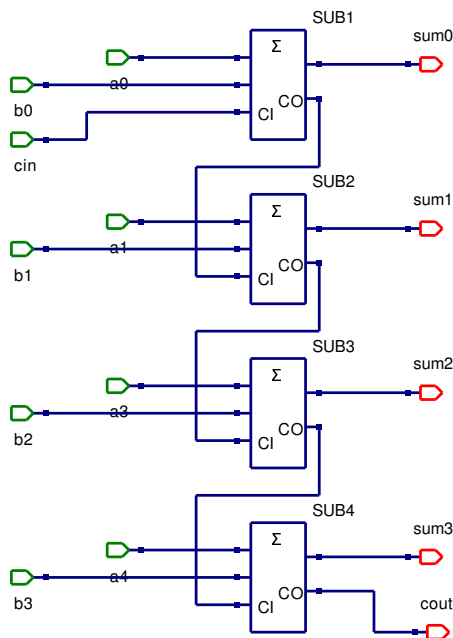 SUB1
sum0
Σ
a0
b0
CO
CI
cin
SUB2
sum1
Σ
a1
b1
CO
CI
SUB3
sum2
Σ
a3
b2
CO
CI
SUB4
sum3
Σ
a4
b3
CO
CI
cout